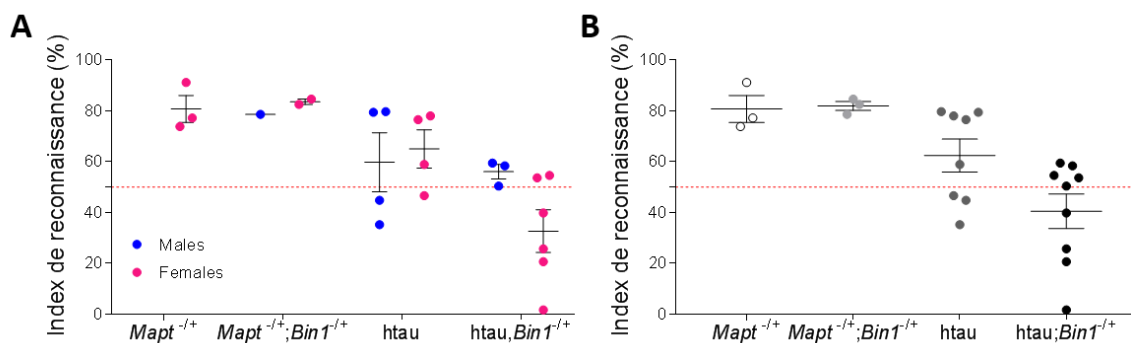 A
Index de reconnaissance (%)
100
80
60
40
20
0
Males
Females
Mapt -/+
Mapt -/+;Bin1-/+
htau
htau,Bin1-/+
B
Index de reconnaissance (%)
100
80
60
40
20
0
Mapt -/+
Mapt -/+;Bin1-/+
htau
htau;Bin1-/+